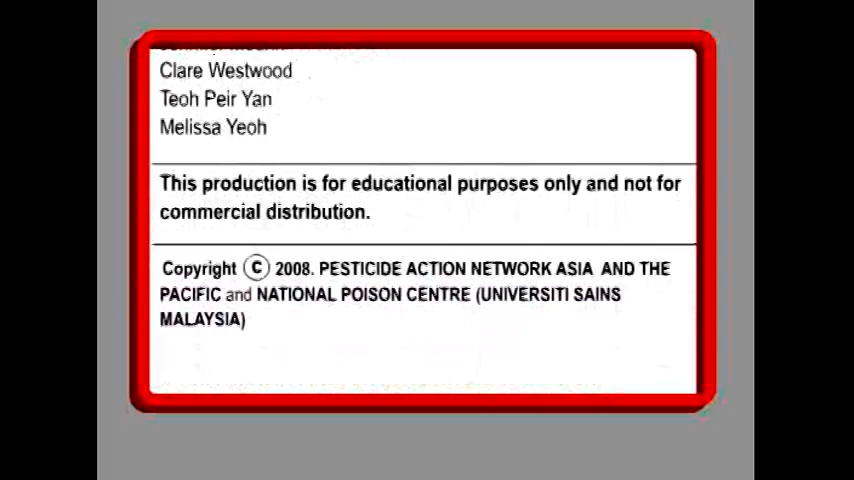 Clare Westwood
Teoh Peir Yan
Melissa Yeoh
This production is for educational purposes only and not for
commercial distribution.
Copyright © 2008. PESTICIDE ACTION NETWORK ASIA AND THE
PACIFIC and NATIONAL POISON CENTRE (UNIVERSITI SAINS
MALAYSIA)